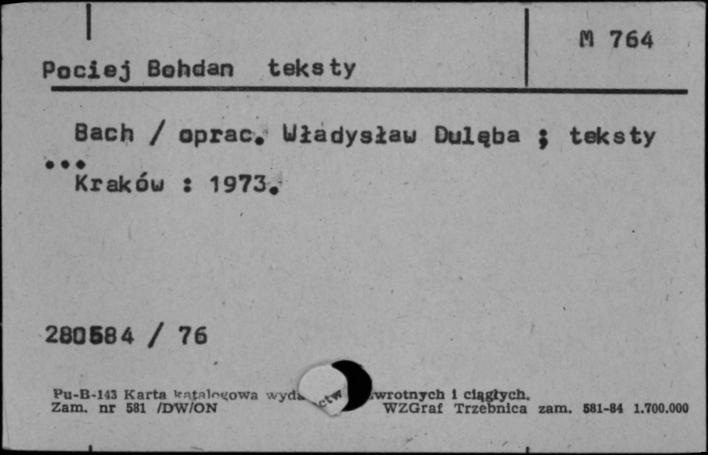 M 764
Pociej Bohdan teksty
Bach / oprac. Władysław Dulęba ; teksty
...
Kraków : 1973.
280584 / 76
Pu-B-143 Karta katalogowa wrotnych i ciągłych.
Zam. nr 581 /DW/ON WZGraf Trzebnica zam. 581-84 1.700.000